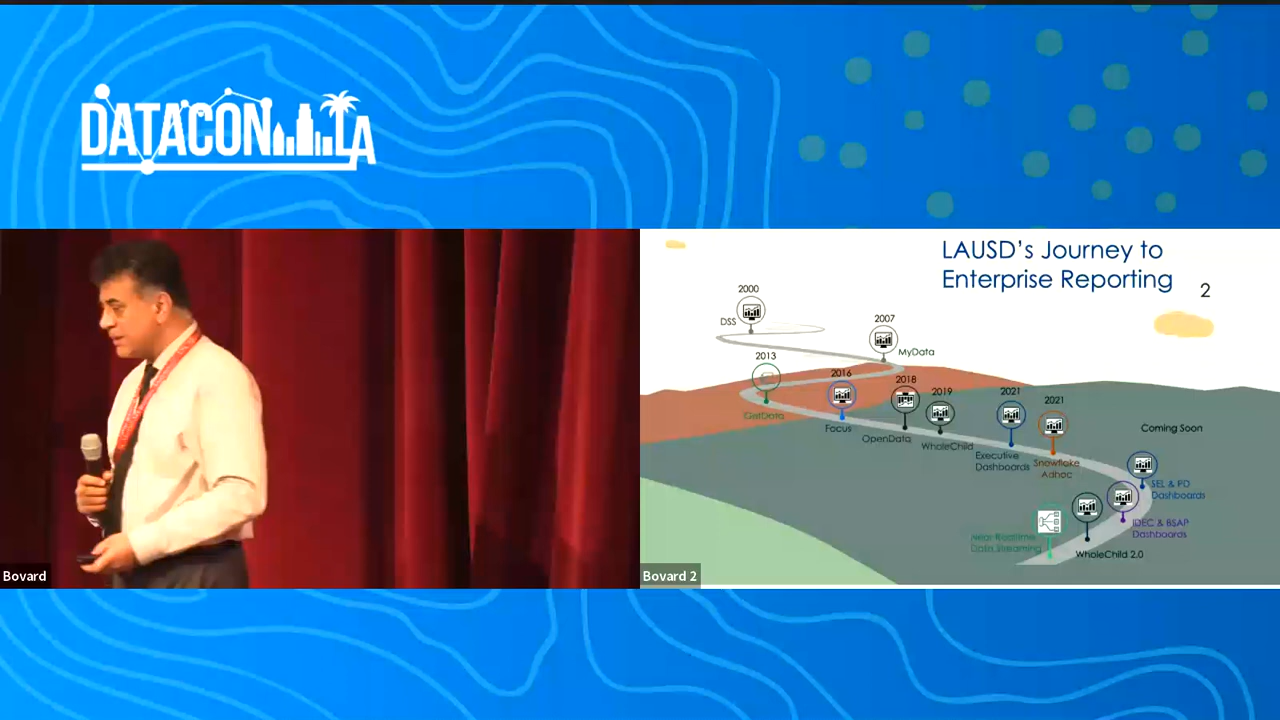 DATACON LA
LAUSD's Journey to
Enterprise Reporting
2
2000
DSS
2007
MyData
2013
GetData
2016
Focus
2018
OpenData
2019
WholeChild
2021
Executive
Dashboards
2021
Snowflake
Adhoc
Coming Soon
SEL & PD
Dashboards
IDEC & BSAP
Dashboards
WholeChild 2.0
Near Realtime
Data Streaming
Bovard
Bovard 2